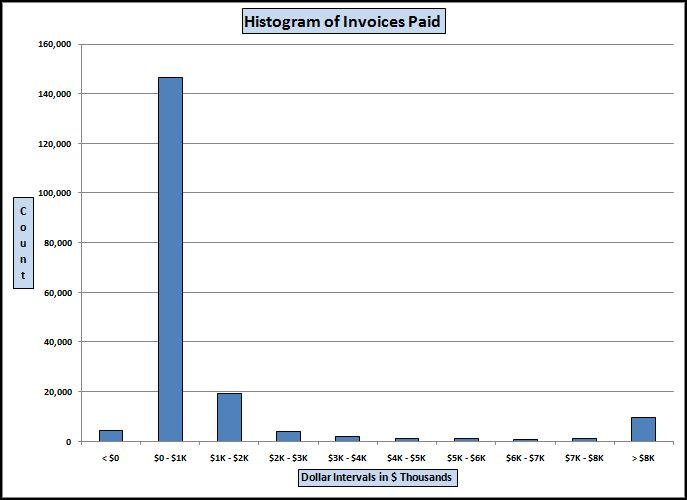 Histogram of Invoices Paid
160,000
140,000
120,000
100,000
80,000
60,000
40,000
20,000
0
Count
< $0 $0 - $1K $1K - $2K $2K - $3K $3K - $4K $4K - $5K $5K - $6K $6K - $7K $7K - $8K > $8K
Dollar Intervals in $ Thousands